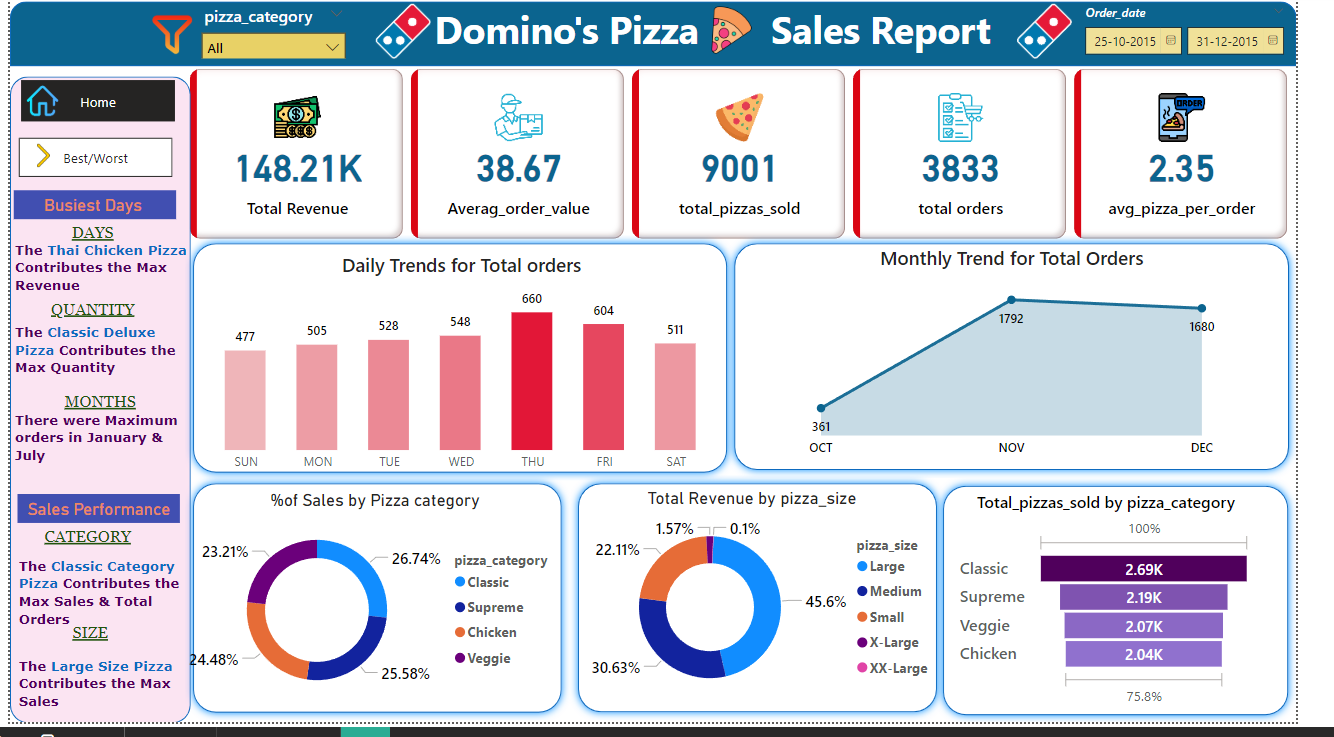 pizza_category
All
Domino's Pizza
Sales Report
Order_date
25-10-2015
31-12-2015
Home
Best/Worst
Busiest Days
DAYS
The Thai Chicken Pizza
Contributes the Max
Revenue
QUANTITY
The Classic Deluxe
Pizza Contributes the
Max Quantity
MONTHS
There were Maximum
orders in January &
July
Sales Performance
CATEGORY
The Classic Category
Pizza Contributes the
Max Sales & Total
Orders
SIZE
The Large Size Pizza
Contributes the Max
Sales
148.21K
Total Revenue
38.67
Averag_order_value
9001
total_pizzas_sold
3833
total orders
ORDER
2.35
avg_pizza_per_order
Daily Trends for Total orders
477
505
528
548
660
604
511
SUN MON TUE WED THU FRI SAT
Monthly Trend for Total Orders
361
1792
1680
OCT NOV DEC
%of Sales by Pizza category
23.21%
26.74%
24.48%
25.58%
pizza_category
Classic
Supreme
Chicken
Veggie
Total Revenue by pizza_size
1.57%
0.1%
22.11%
45.6%
30.63%
pizza_size
Large
Medium
Small
X-Large
XX-Large
Total_pizzas_sold by pizza_category
100%
Classic 2.69K
Supreme 2.19K
Veggie 2.07K
Chicken 2.04K
75.8%